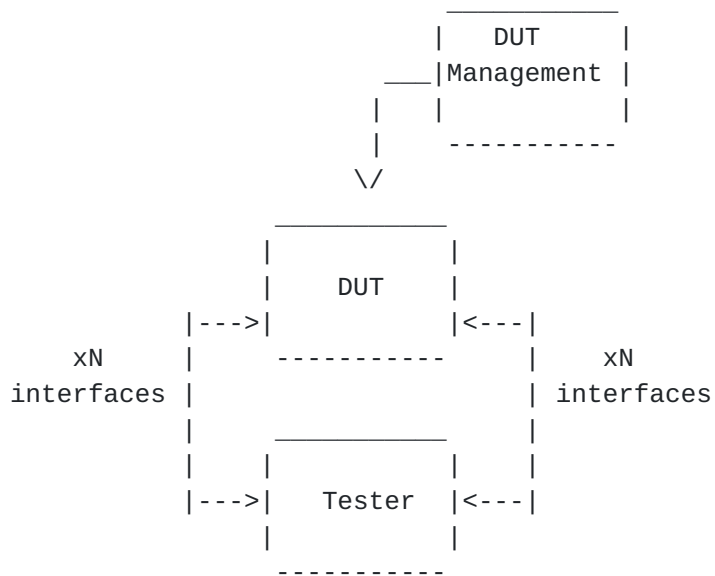 DUT
Management
DUT
xN xN
interfaces interfaces
Tester